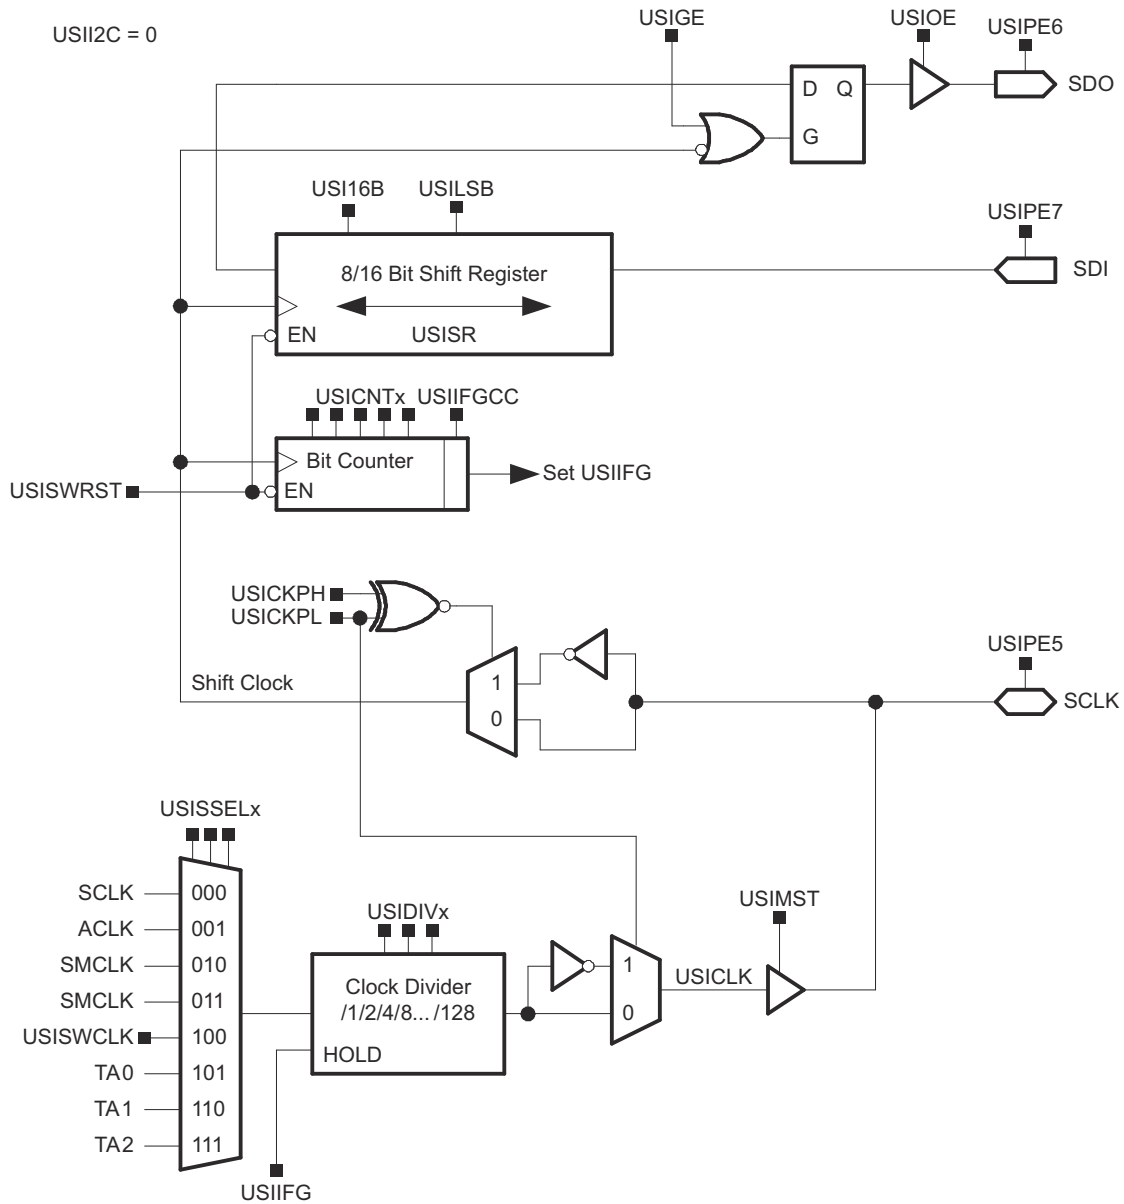 USII2C = 0
USIGE
USIOE
USIPE6
D Q
SDO
G
USI16B
USILSB
USIPE7
8/16 Bit Shift Register
SDI
EN
USISR
USICNTx
USIIFGCC
Bit Counter
Set USIIFG
USISWRST
EN
USICKPH
USICKPL
USIPE5
Shift Clock
1
0
SCLK
USISSELx
SCLK
000
ACLK
001
SMCLK
010
SMCLK
011
USISWCLK
100
TA0
101
TA1
110
TA2
111
USIDIVx
Clock Divider
/1/2/4/8... /128
HOLD
USIIFG
1
0
USICLK
USIMST